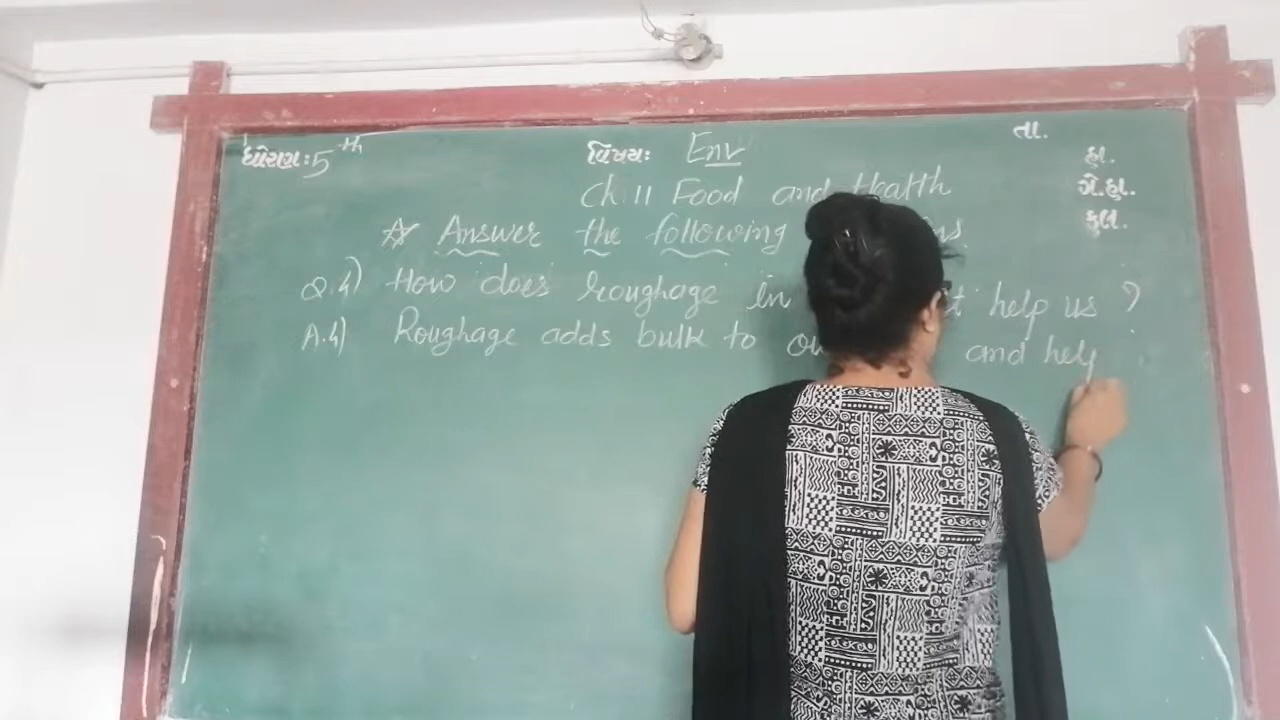 ધોરણ: 5th વિષય: Env તા.
હા.
Ch 11 Food and Health ગે.હા.
☆ Answer the following કુલ.
Q.4) How does roughage in help us ?
A.4) Roughage adds bulk to and help